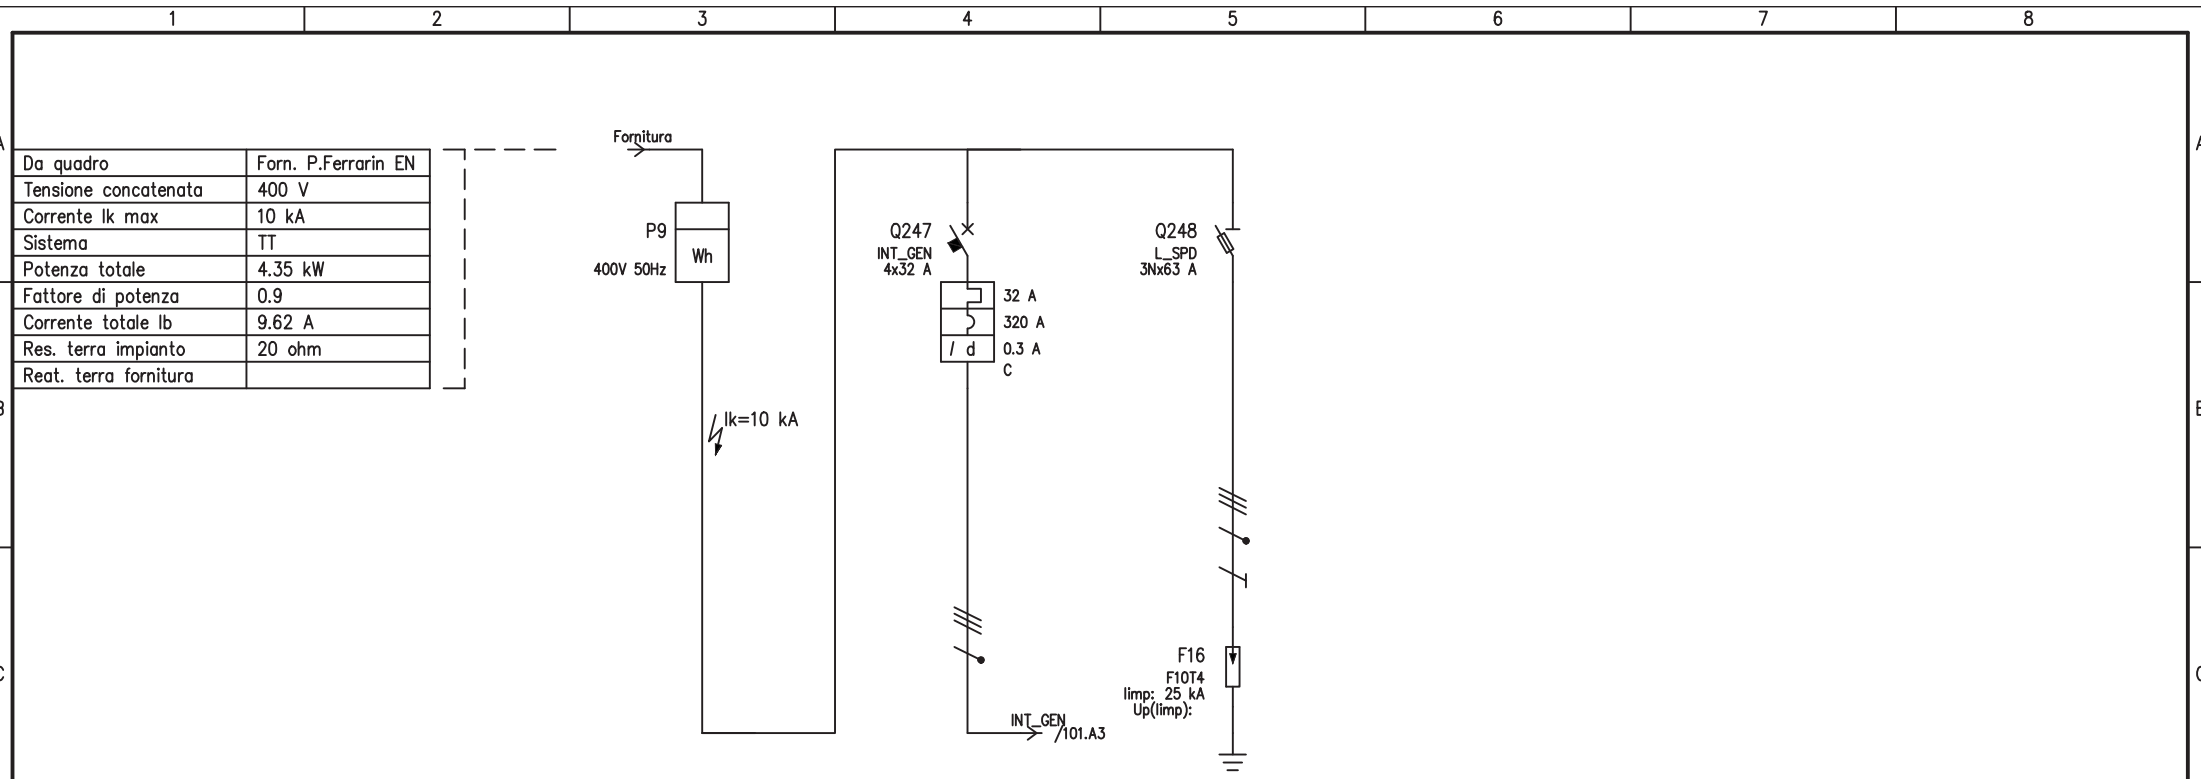 1 2 3 4 5 6 7 8
A A
Fornitura
Da quadro Forn. P.Ferrarin EN
Tensione concatenata 400 V
Corrente Ik max 10 kA
Sistema TT
Potenza totale 4.35 kW
Fattore di potenza 0.9
Corrente totale Ib 9.62 A
Res. terra impianto 20 ohm
Reat. terra fornitura
P9
Wh
400V 50Hz
Q247
INT_GEN
4x32 A
32 A
320 A
I d 0.3 A
C
Q248
L_SPD
3Nx63 A
B
Ik=10 kA
F16
F10T4
Iimp: 25 kA
Up(Iimp):
C
INT_GEN
/101.A3